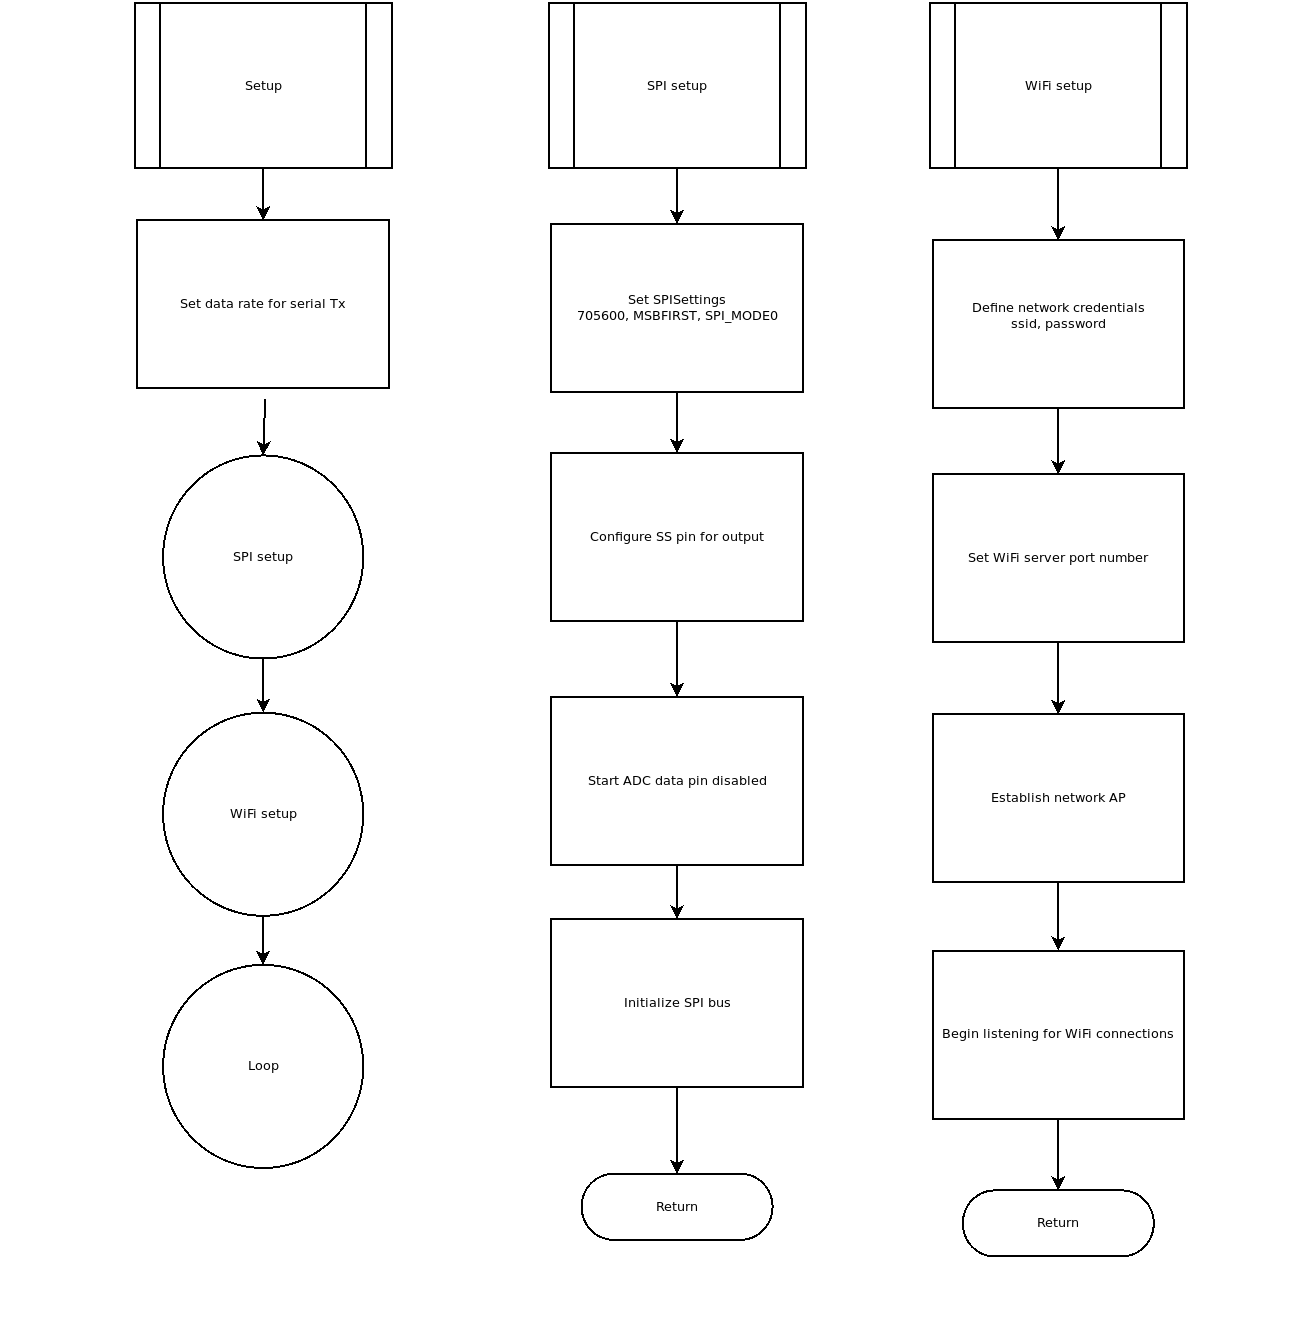 Setup
Set data rate for serial Tx
SPI setup
WiFi setup
Loop
SPI setup
Set SPISettings
705600, MSBFIRST, SPI_MODE0
Configure SS pin for output
Start ADC data pin disabled
Initialize SPI bus
Return
WiFi setup
Define network credentials
ssid, password
Set WiFi server port number
Establish network AP
Begin listening for WiFi connections
Return